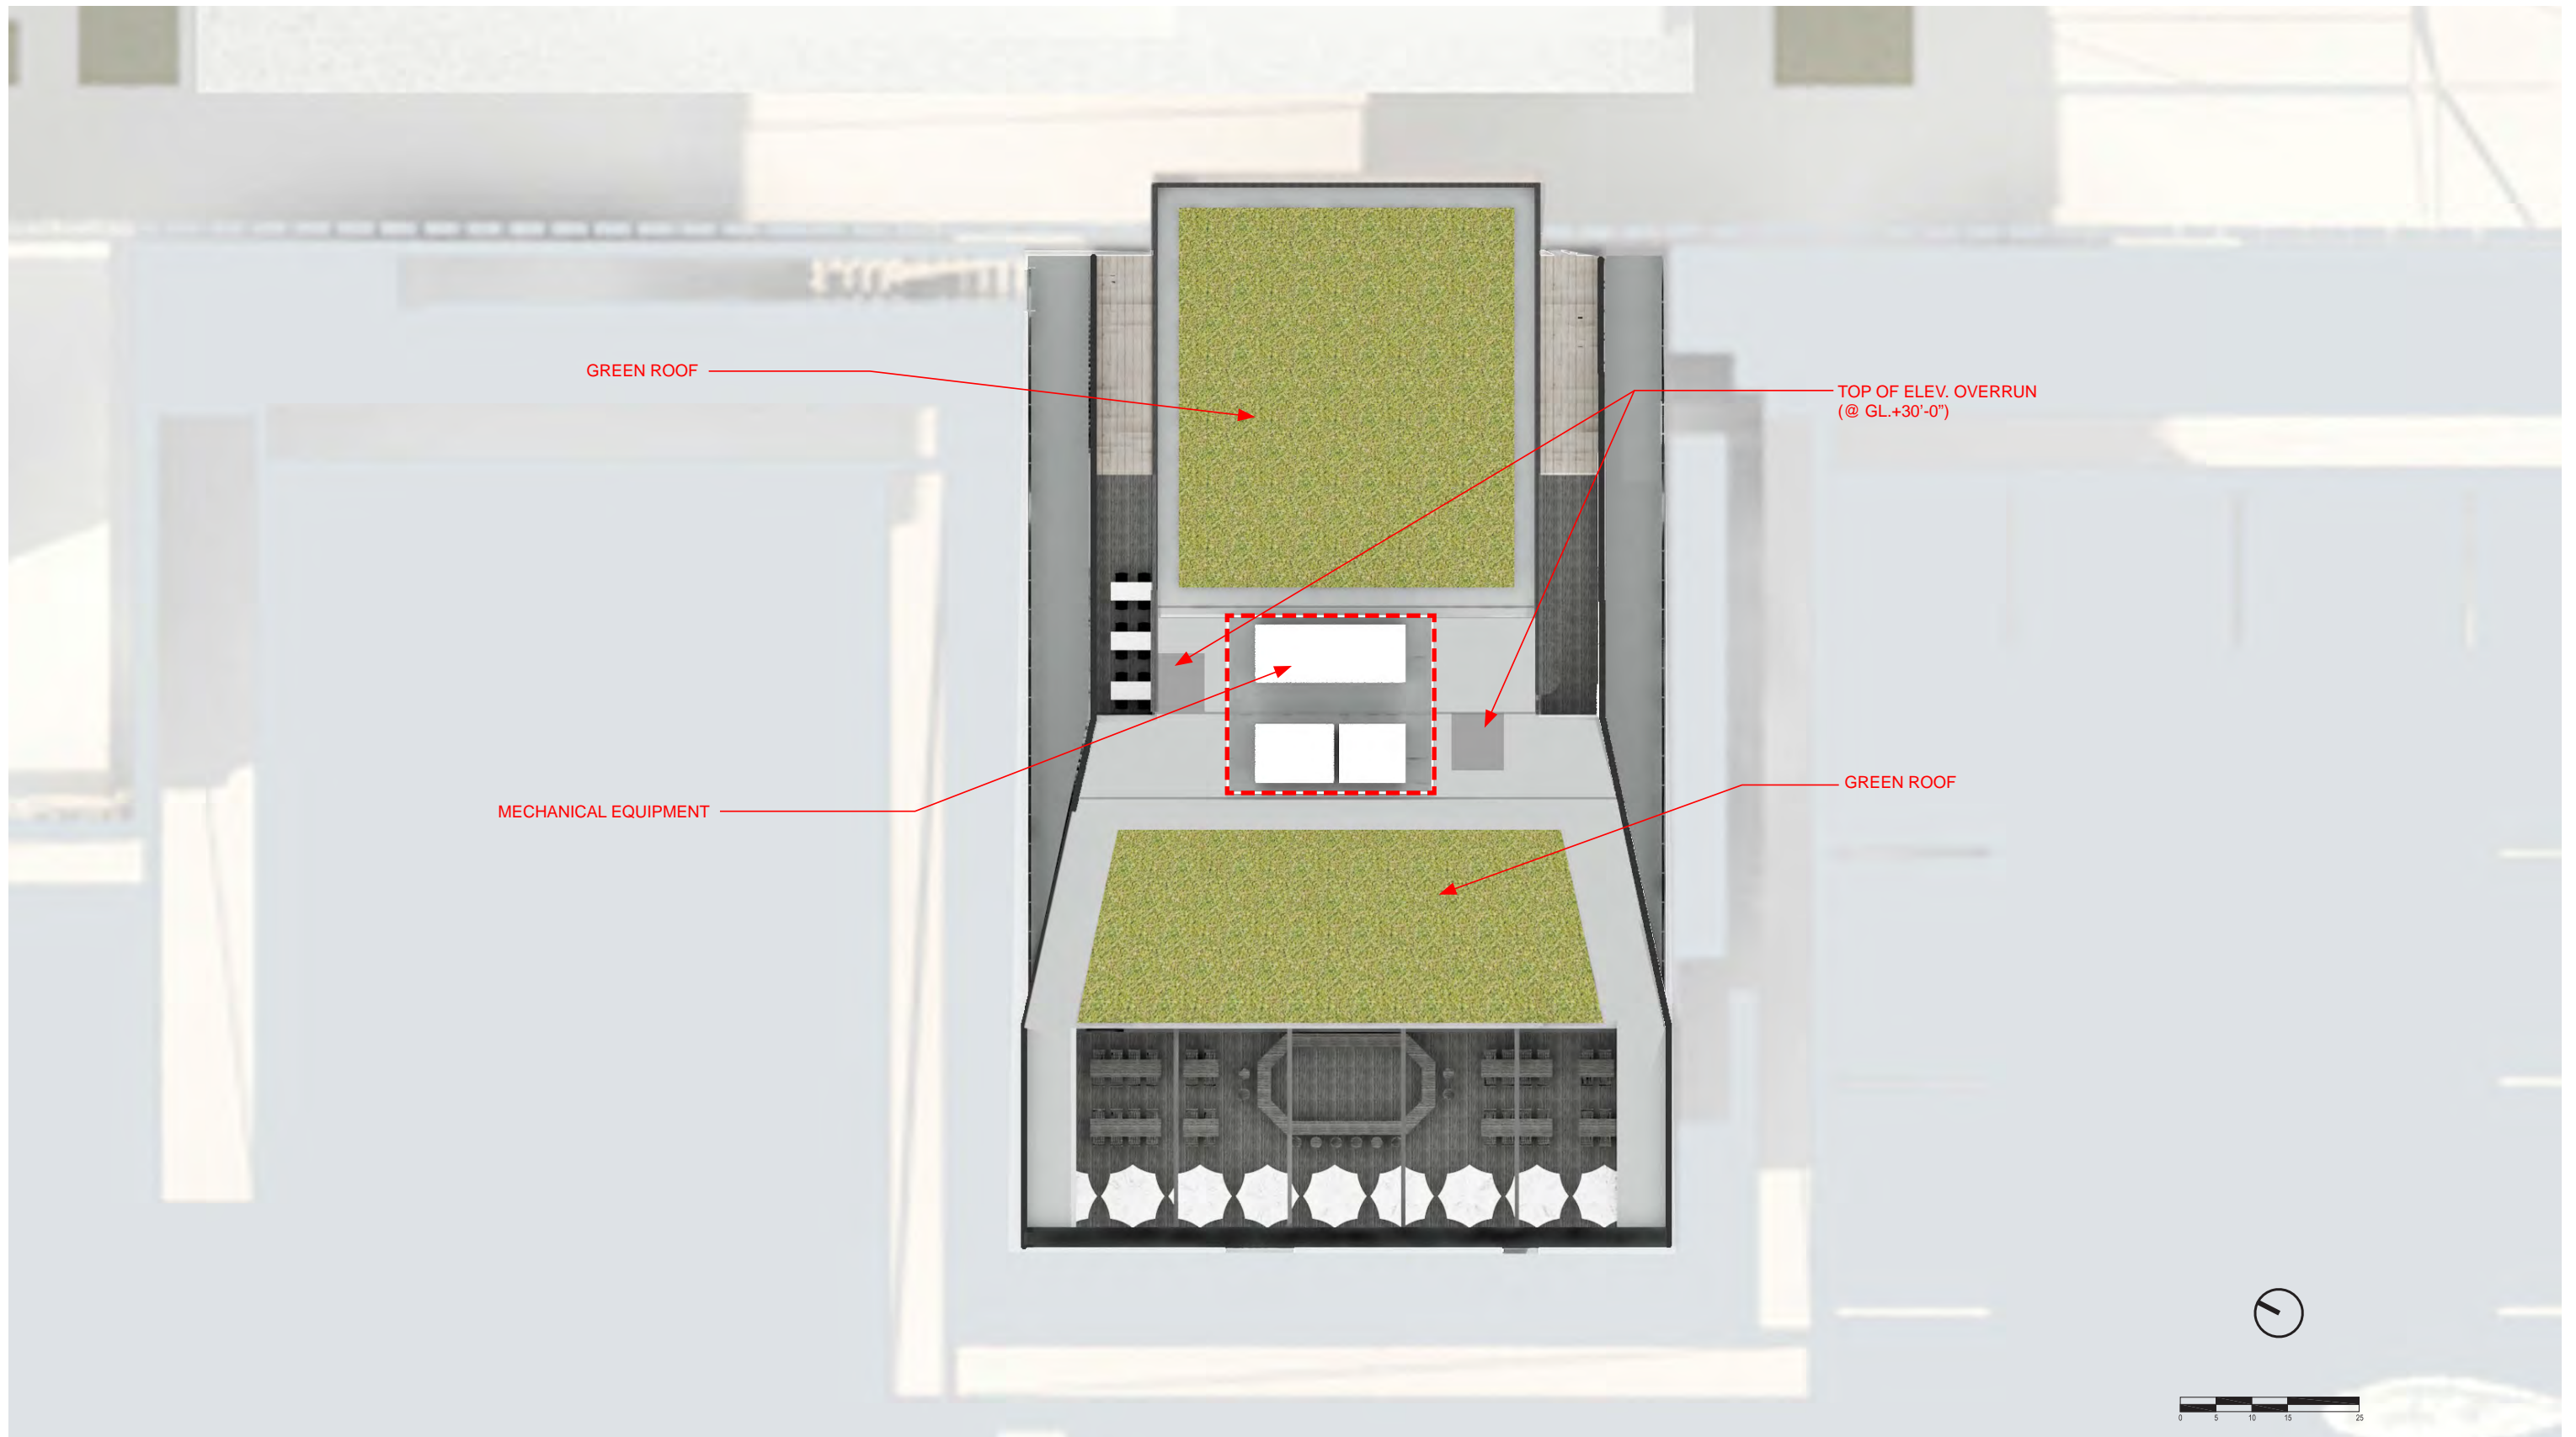 GREEN ROOF
TOP OF ELEV. OVERRUN
(@ GL.+30’-0”)
GREEN ROOF
MECHANICAL EQUIPMENT
0 5 10 15 25